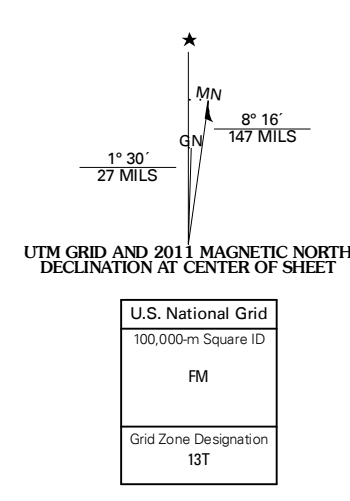 ★
MN
GN
8° 16´
147 MILS
1° 30´
27 MILS
UTM GRID AND 2011 MAGNETIC NORTH
DECLINATION AT CENTER OF SHEET
U.S. National Grid
100,000-m Square ID
FM
Grid Zone Designation
13T